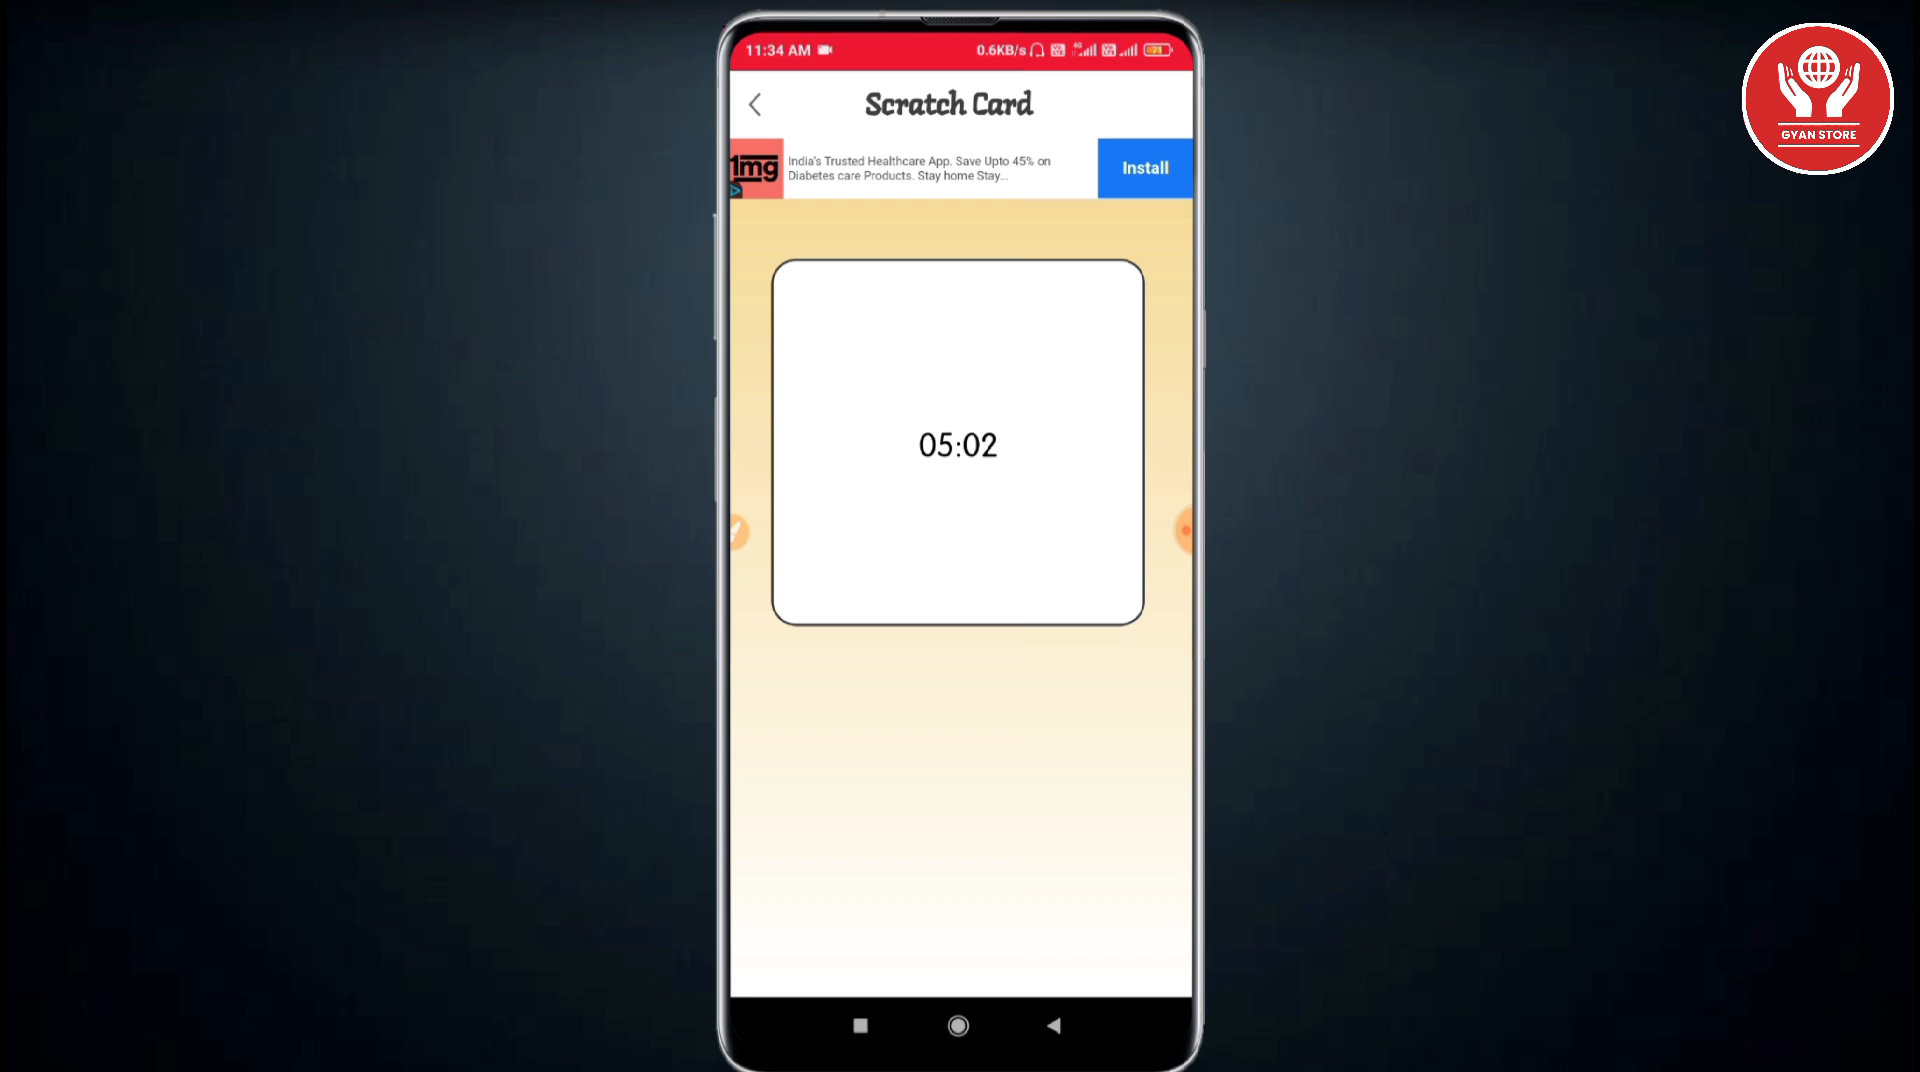 11:34 AM
0.6KB/s
Scratch Card
1mg
India's Trusted Healthcare App. Save Upto 45% on
Diabetes care Products. Stay home Stay...
Install
05:02
GYAN STORE